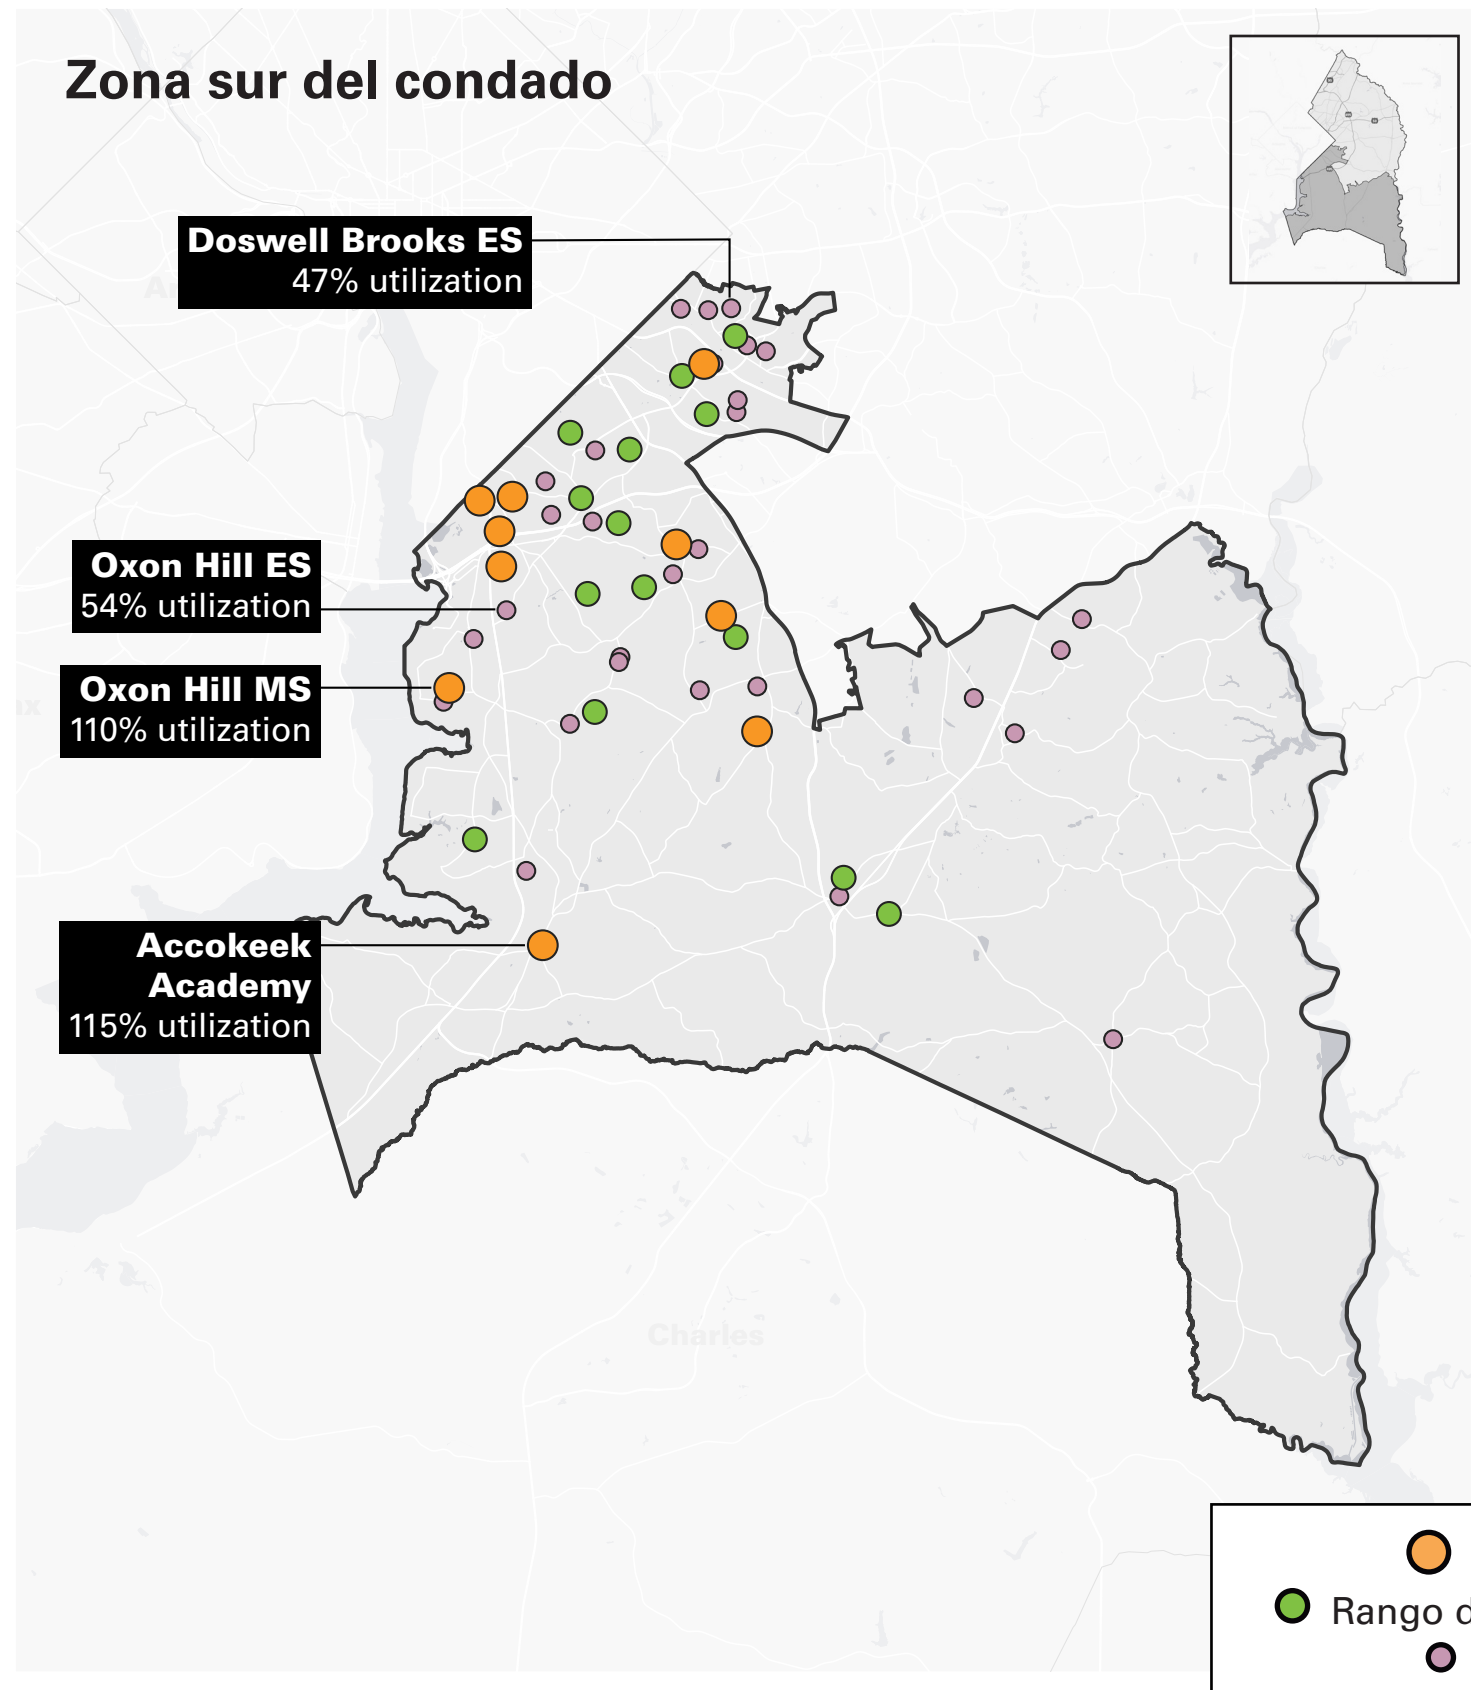 Zona sur del condado
Doswell Brooks ES
47% utilization
Oxon Hill ES
54% utilization
Oxon Hill MS
110% utilization
Accokeek
Academy
115% utilization
Charles
Rango